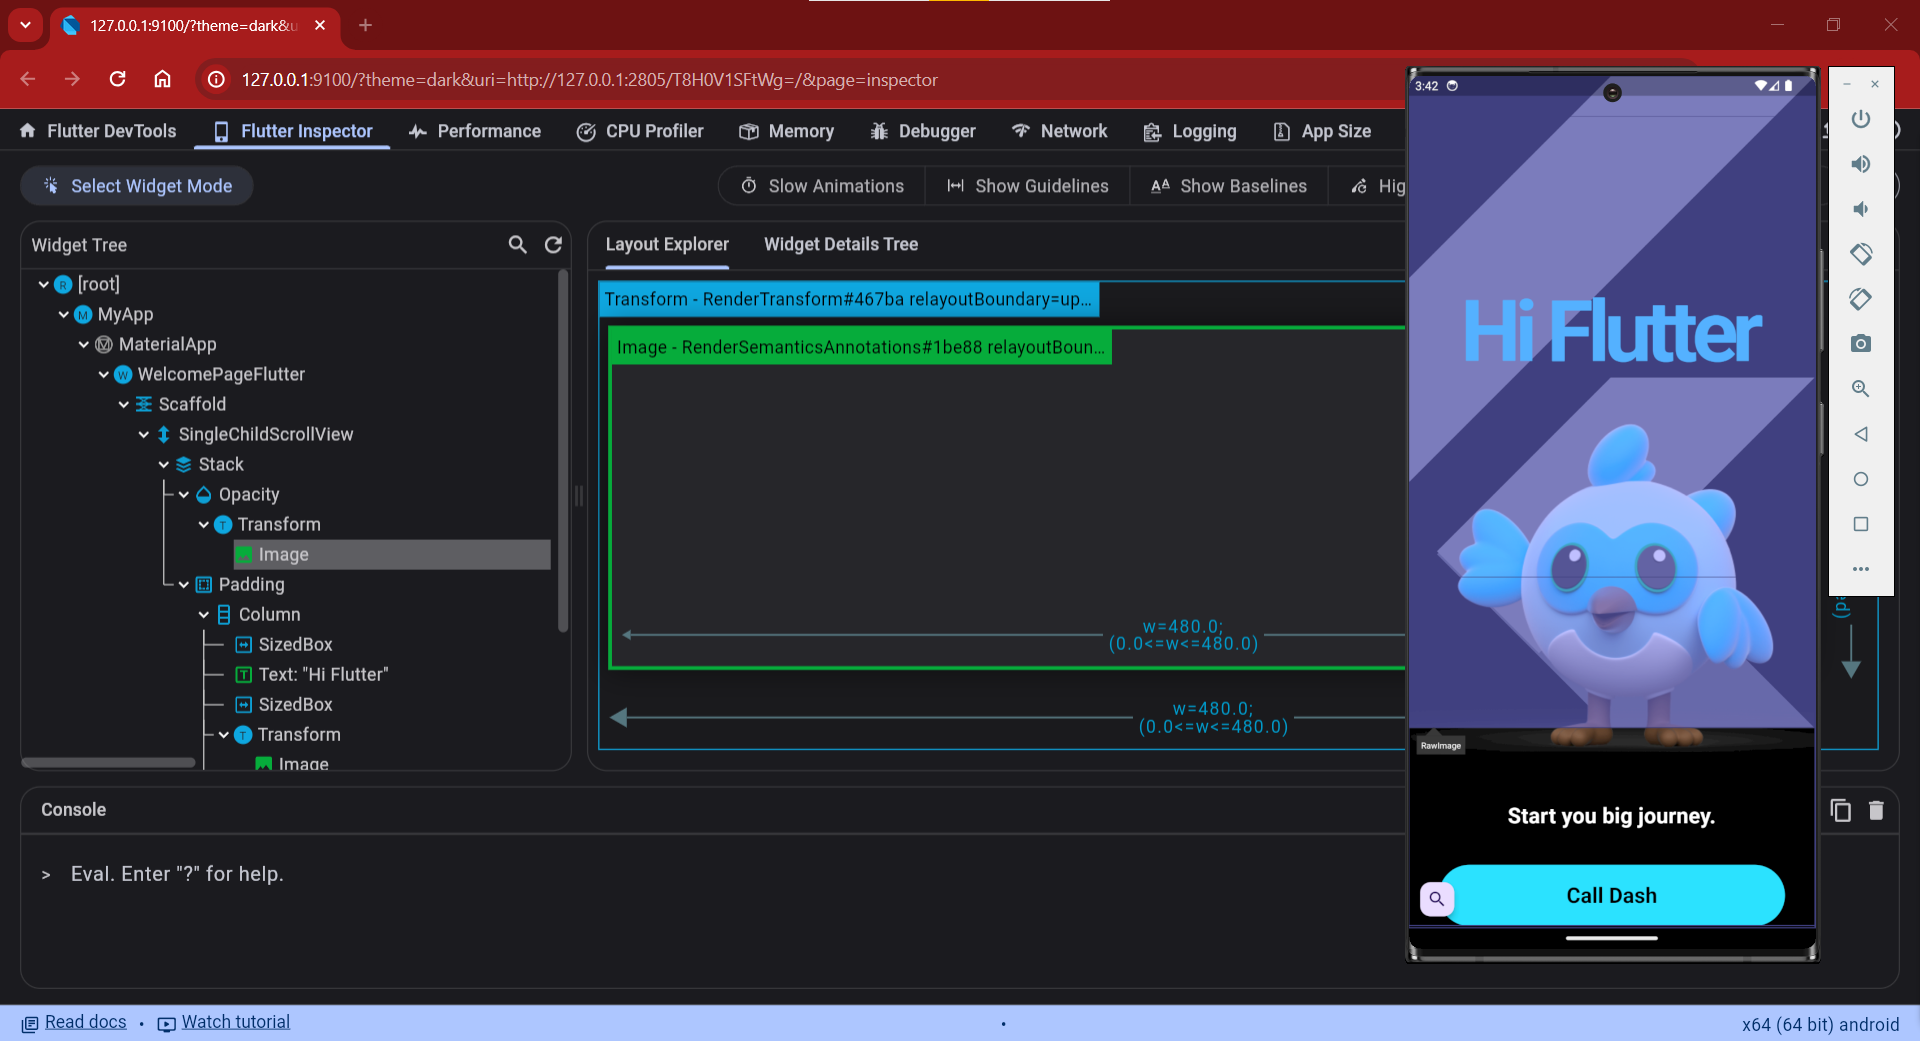 127.0.0.1:9100/?theme=dark&u
127.0.0.1:9100/?theme=dark&uri=http://127.0.0.1:2805/T8H0V1SFtWg=/&page=inspector
Flutter DevTools
Flutter Inspector
Performance
CPU Profiler
Memory
Debugger
Network
Logging
App Size
Select Widget Mode
Slow Animations
Show Guidelines
Show Baselines
Hig
Widget Tree
R [root]
M MyApp
MaterialApp
W WelcomePageFlutter
Scaffold
SingleChildScrollView
Stack
Opacity
T Transform
Image
Padding
Column
SizedBox
T Text: "Hi Flutter"
SizedBox
T Transform
Image
Layout Explorer
Widget Details Tree
Transform - RenderTransform#467ba relayoutBoundary=up...
Image - RenderSemanticsAnnotations#1be88 relayoutBoun...
w=480.0;
(0.0<=w<=480.0)
w=480.0;
(0.0<=w<=480.0)
Console
> Eval. Enter "?" for help.
3:42
Hi Flutter
RawImage
Start you big journey.
Call Dash
Read docs • Watch tutorial
•
x64 (64 bit) android